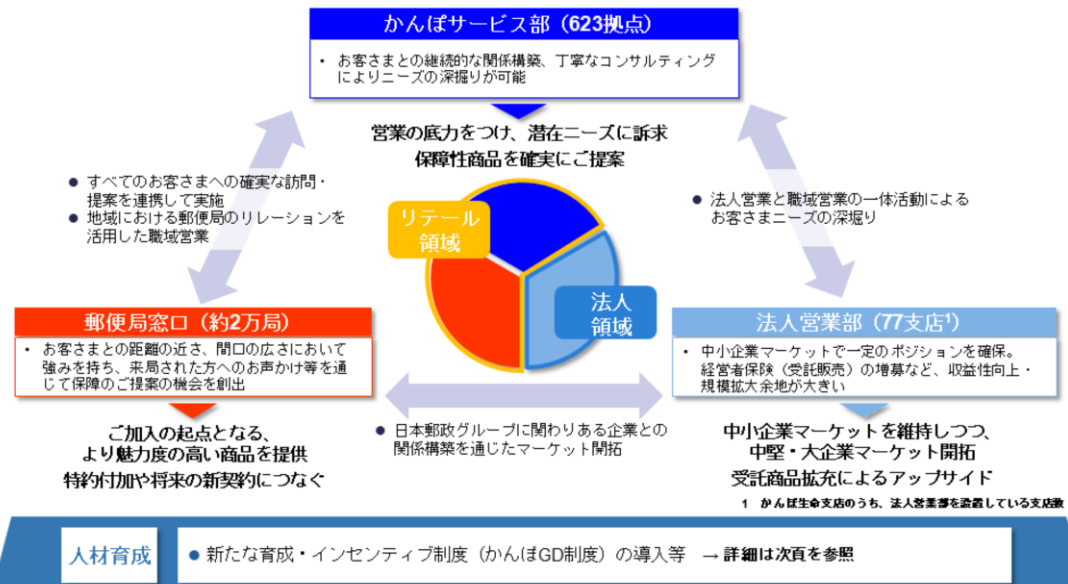 かんぽサービス部（623拠点）
・ お客さまとの継続的な関係構築、丁寧なコンサルティング
によりニーズの深掘りが可能
営業の底力をつけ、潜在ニーズに訴求
保障性商品を確実にご提案
● すべてのお客さまへの確実な訪問・
提案を連携して実施
● 地域における郵便局のリレーションを
活用した職域営業
リテール
領域
法人
領域
● 法人営業と職域営業の一体活動による
お客さまニーズの深掘り
郵便局窓口（約2万局）
・ お客さまとの距離の近さ、間口の広さにおいて
強みを持ち、来局された方へのお声かけ等を通
じて保障のご提案の機会を創出
ご加入の起点となる、
より魅力度の高い商品を提供
特約付加や将来の新契約につなぐ
● 日本郵政グループに関わりある企業との
関係構築を通じたマーケット開拓
法人営業部（77支店¹）
・ 中小企業マーケットで一定のポジションを確保。
経営者保険（受託販売）の増募など、収益性向上・
規模拡大余地が大きい
中小企業マーケットを維持しつつ、
中堅・大企業マーケット開拓
受託商品拡充によるアップサイド
1 かんぽ生命支店のうち、法人営業部を設置している支店数
人材育成
● 新たな育成・インセンティブ制度（かんぽGD制度）の導入等 → 詳細は次頁を参照